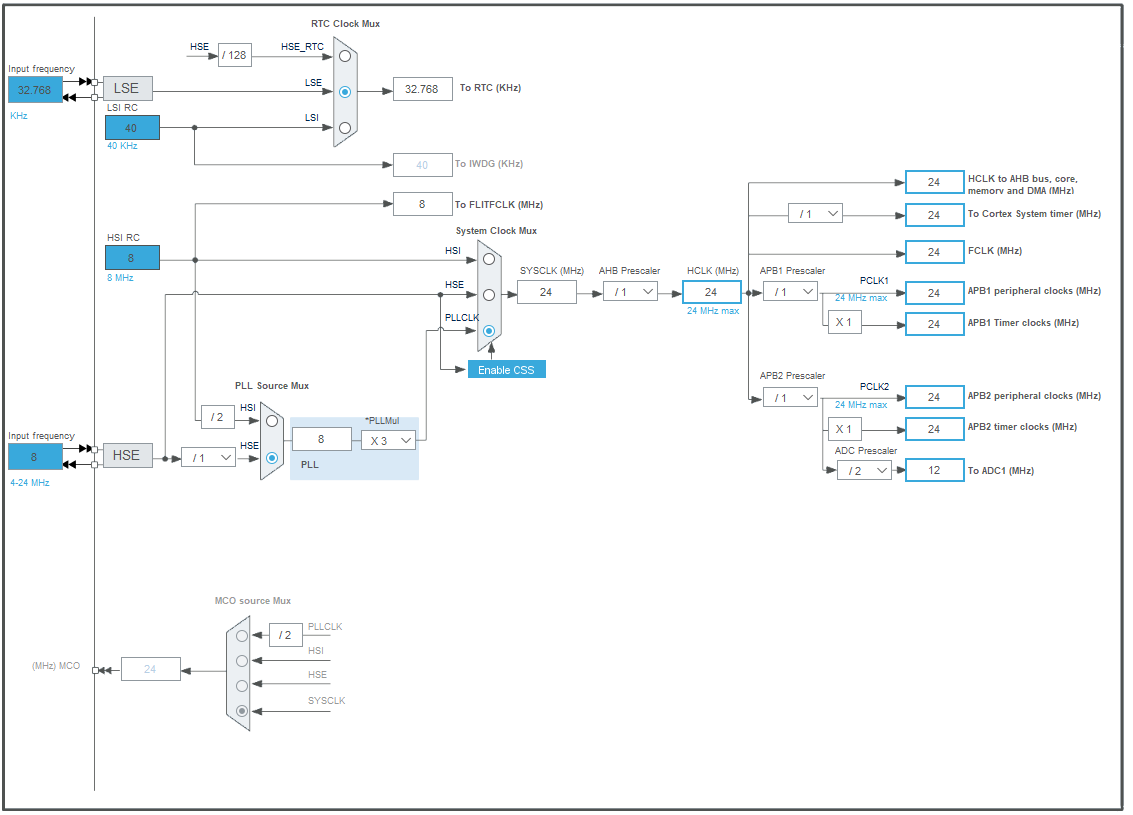 RTC Clock Mux
HSE
/ 128
HSE_RTC
Input frequency
32.768
KHz
LSE
LSE
32.768
To RTC (KHz)
LSI RC
40
40 KHz
LSI
40
To IWDG (KHz)
8
To FLITFCLK (MHz)
HSI RC
8
8 MHz
System Clock Mux
HSI
HSE
PLLCLK
Enable CSS
SYSCLK (MHz)
24
AHB Prescaler
/ 1
HCLK (MHz)
24
24 MHz max
24
HCLK to AHB bus, core,
memory and DMA (MHz)
/ 1
24
To Cortex System timer (MHz)
24
FCLK (MHz)
APB1 Prescaler
/ 1
PCLK1
24 MHz max
24
APB1 peripheral clocks (MHz)
X 1
24
APB1 Timer clocks (MHz)
APB2 Prescaler
/ 1
PCLK2
24 MHz max
24
APB2 peripheral clocks (MHz)
X 1
24
APB2 timer clocks (MHz)
ADC Prescaler
/ 2
12
To ADC1 (MHz)
PLL Source Mux
/ 2
HSI
Input frequency
8
4-24 MHz
HSE
/ 1
HSE
8
*PLLMul
X 3
PLL
MCO source Mux
(MHz) MCO
24
/ 2
PLLCLK
HSI
HSE
SYSCLK